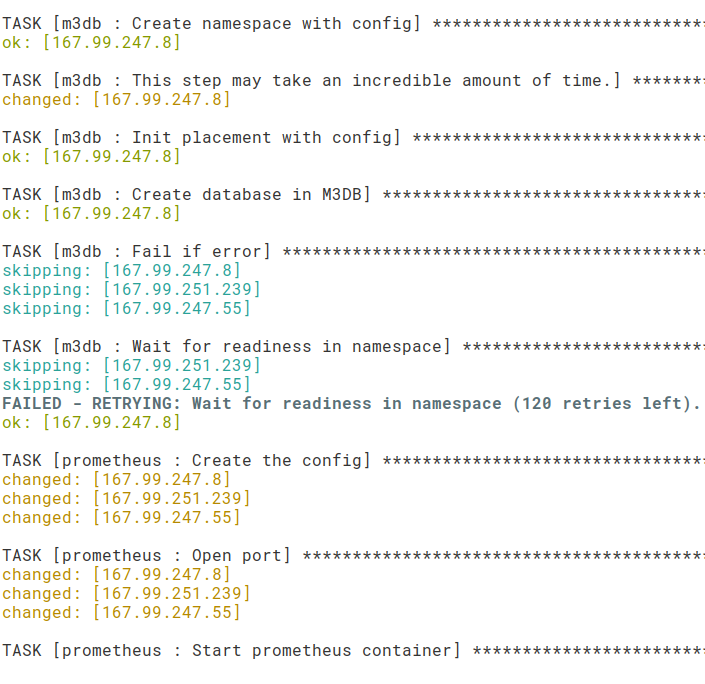 TASK [m3db : Create namespace with config] ****************************
ok: [167.99.247.8]
TASK [m3db : This step may take an incredible amount of time.] ********
changed: [167.99.247.8]
TASK [m3db : Init placement with config] ******************************
ok: [167.99.247.8]
TASK [m3db : Create database in M3DB] *********************************
ok: [167.99.247.8]
TASK [m3db : Fail if error] *******************************************
skipping: [167.99.247.8]
skipping: [167.99.251.239]
skipping: [167.99.247.55]
TASK [m3db : Wait for readiness in namespace] *************************
skipping: [167.99.251.239]
skipping: [167.99.247.55]
FAILED - RETRYING: Wait for readiness in namespace (120 retries left).
ok: [167.99.247.8]
TASK [prometheus : Create the config] *********************************
changed: [167.99.247.8]
changed: [167.99.251.239]
changed: [167.99.247.55]
TASK [prometheus : Open port] *****************************************
changed: [167.99.247.8]
changed: [167.99.251.239]
changed: [167.99.247.55]
TASK [prometheus : Start prometheus container] ************************